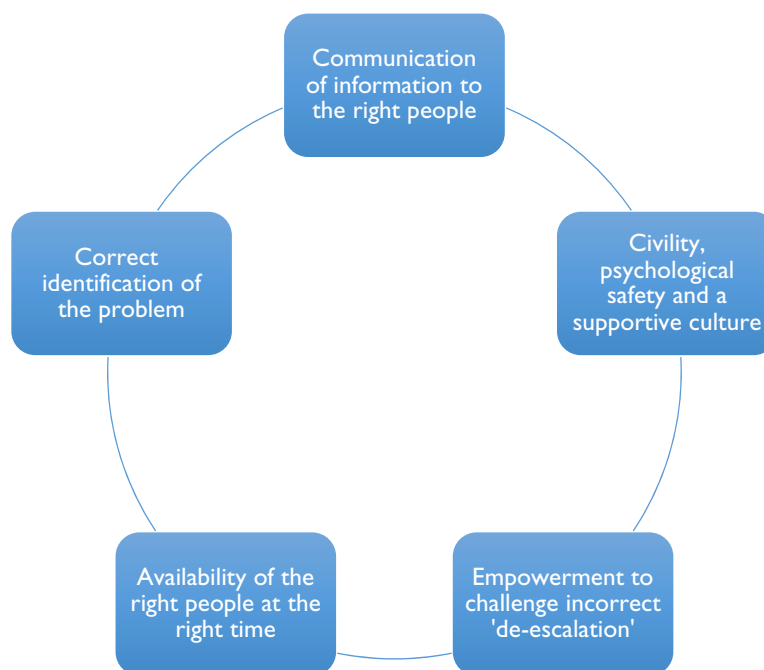 Communication
of information to
the right people
Civility,
psychological
safety and a
supportive culture
Empowerment to
challenge incorrect
'de-escalation'
Availability of the
right people at the
right time
Correct
identification of
the problem